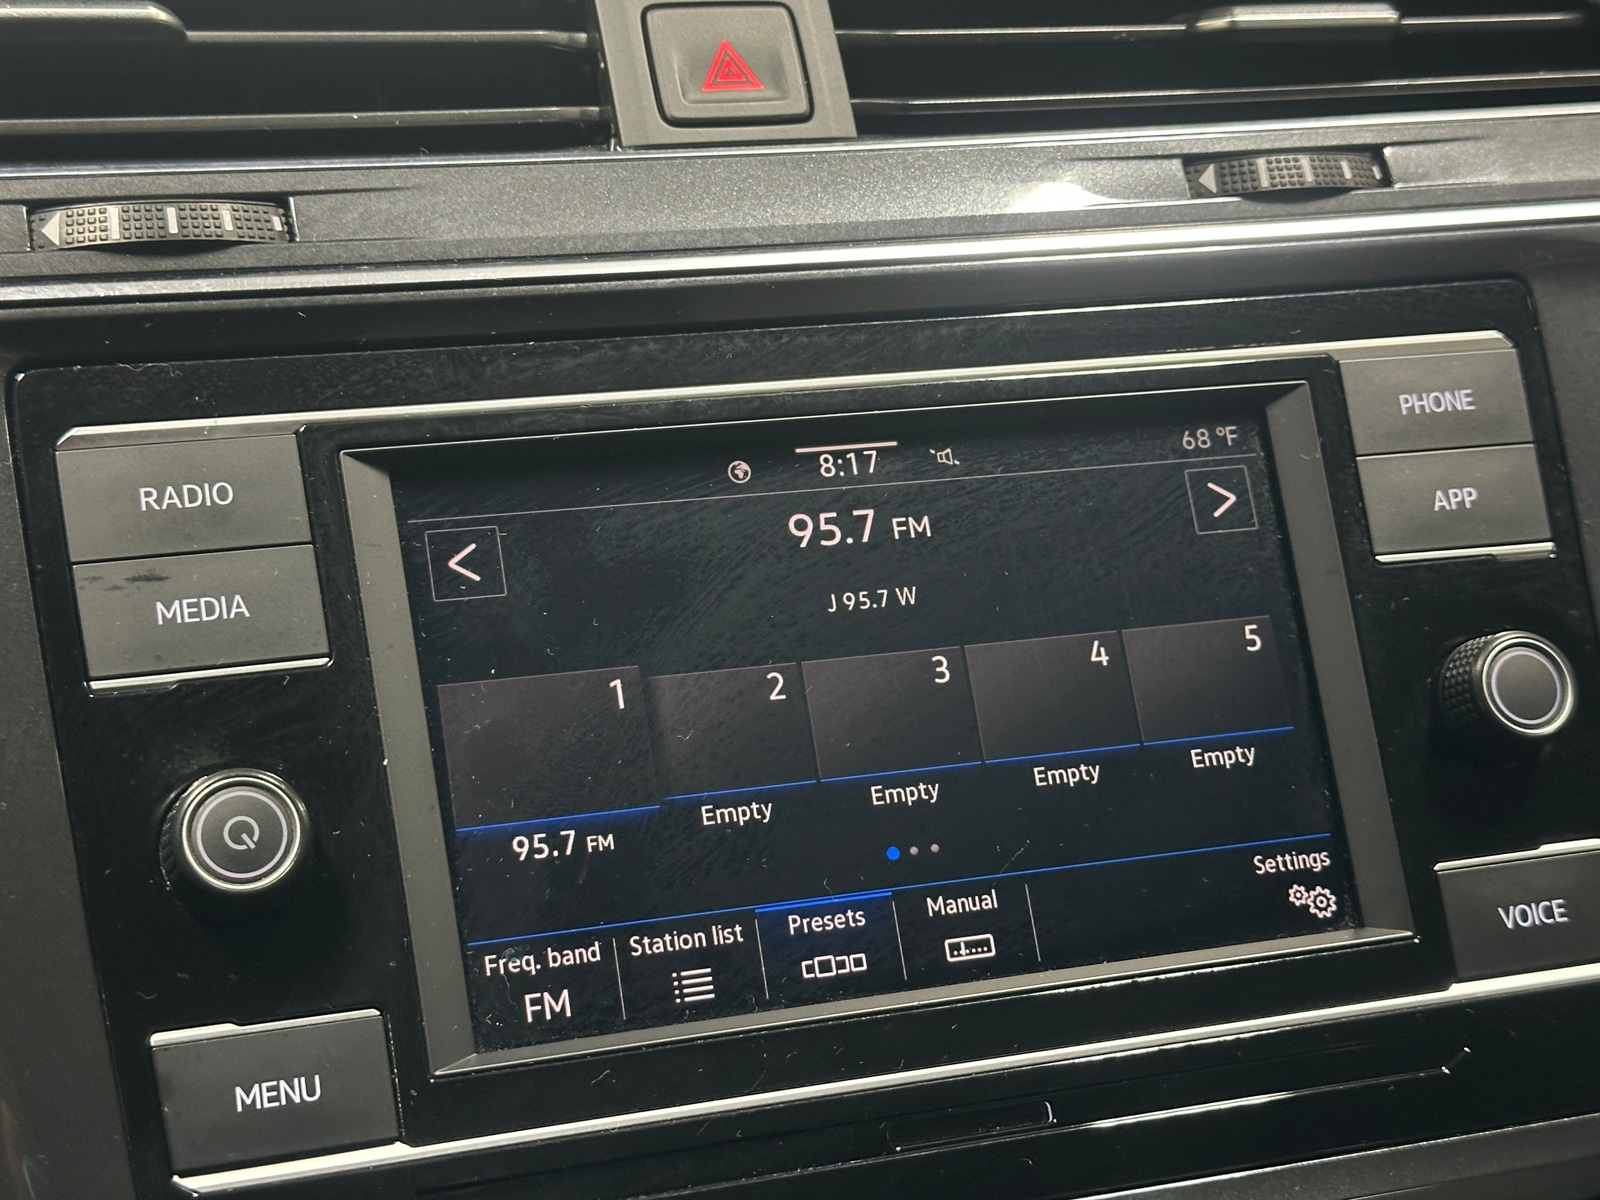 8:17
68 °F
95.7 FM
J 95.7 W
1
2
3
4
5
95.7 FM
Empty
Empty
Empty
Empty
Freq. band
FM
Station list
Presets
Manual
Settings
RADIO
MEDIA
MENU
PHONE
APP
VOICE